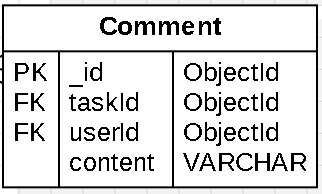 Comment
PK _id ObjectId
FK taskId ObjectId
FK userId ObjectId
content VARCHAR